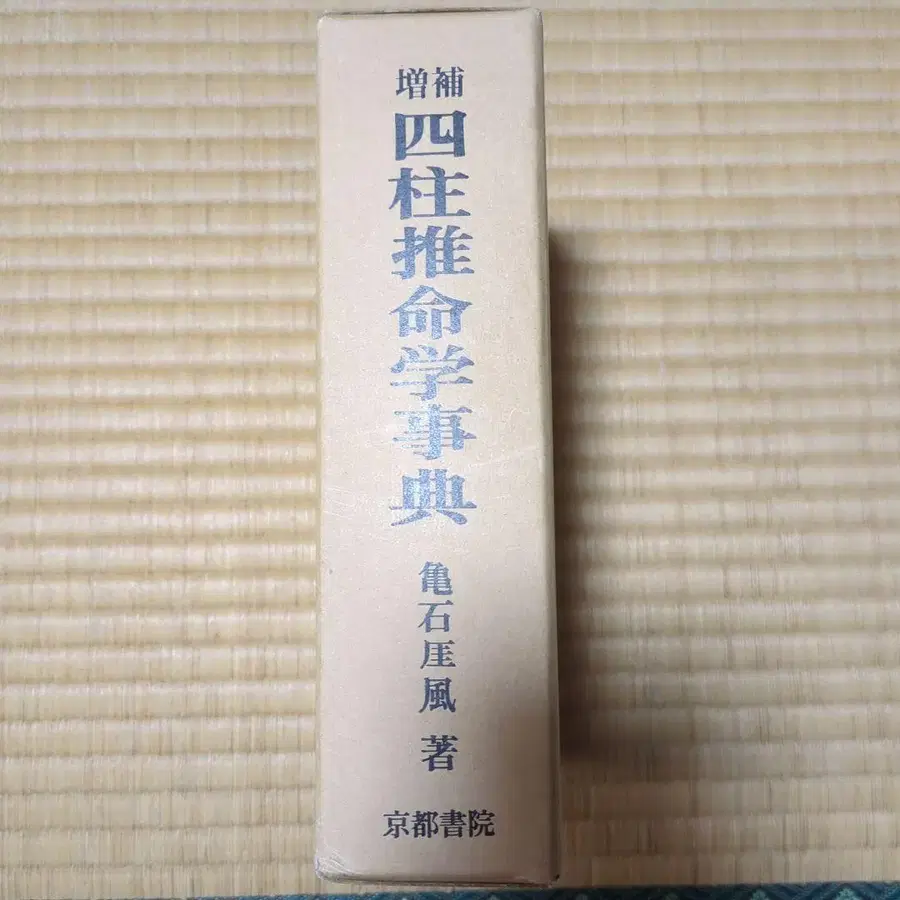 増補
四柱推命学事典
亀石厓風 著
京都書院